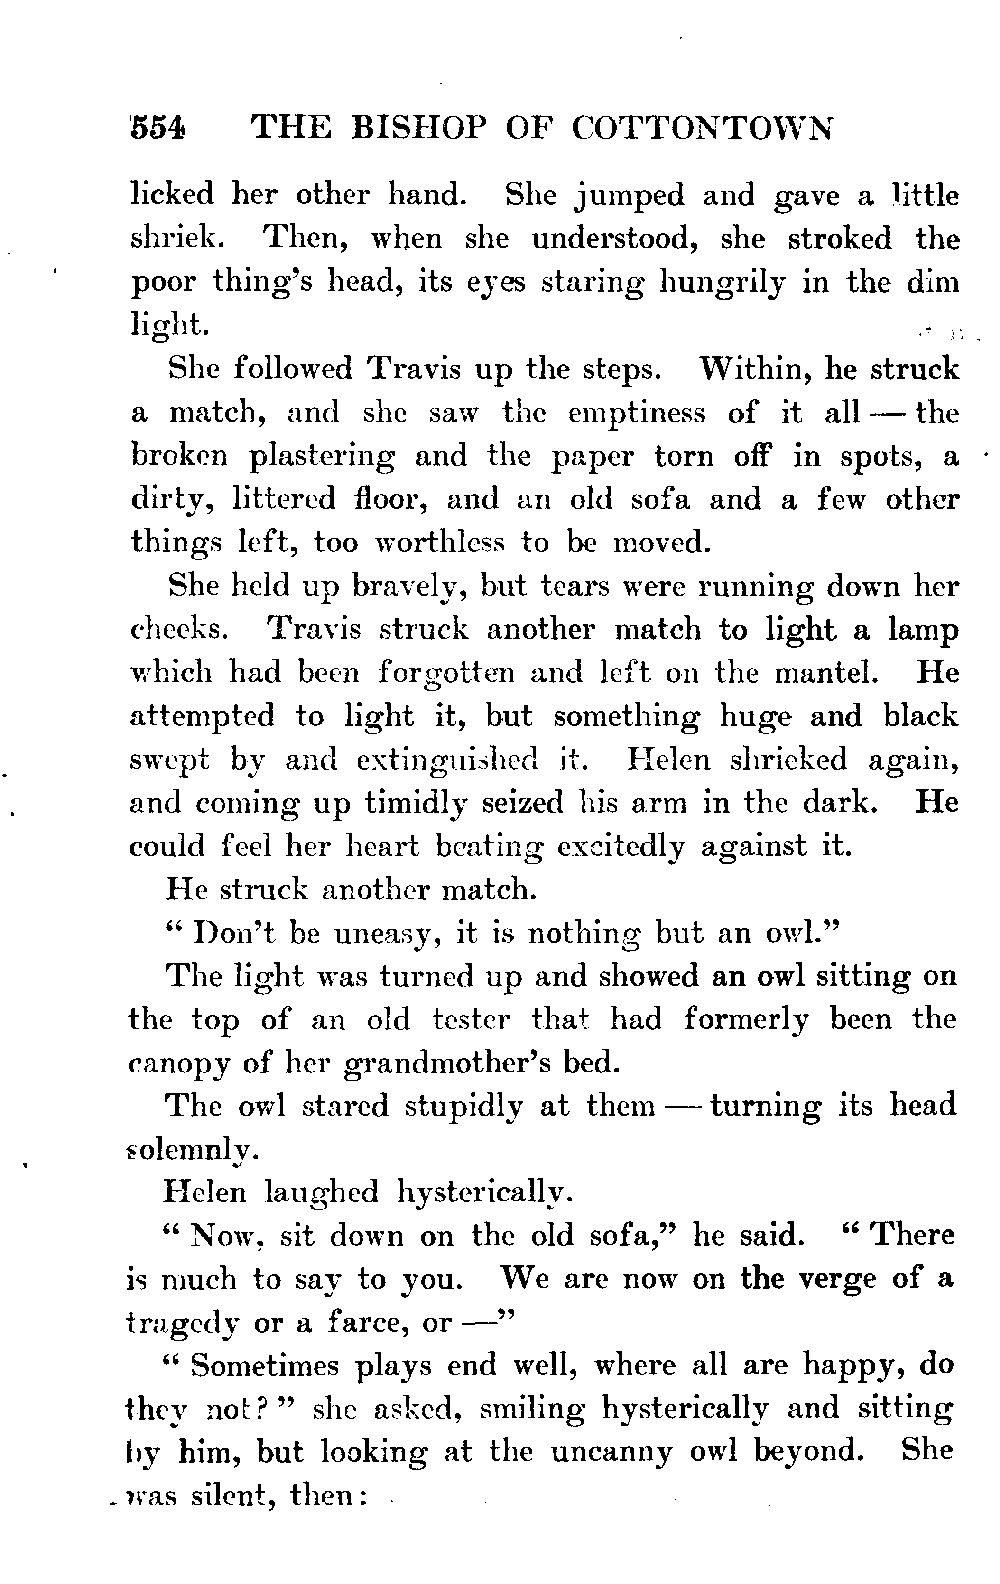 554 THE BISHOP OF COTTONTOWN
licked her other hand. She jumped and gave a little
shriek. Then, when she understood, she stroked the
poor thing's head, its eyes staring hungrily in the dim
light.
She followed Travis up the steps. Within, he struck
a match, and she saw the emptiness of it all — the
broken plastering and the paper torn off in spots, a
dirty, littered floor, and an old sofa and a few other
things left, too worthless to be moved.
She held up bravely, but tears were running down her
cheeks. Travis struck another match to light a lamp
which had been forgotten and left on the mantel. He
attempted to light it, but something huge and black
swept by and extinguished it. Helen shrieked again,
and coming up timidly seized his arm in the dark. He
could feel her heart beating excitedly against it.
He struck another match.
" Don't be uneasy, it is nothing but an owl."
The light was turned up and showed an owl sitting on
the top of an old tester that had formerly been the
canopy of her grandmother's bed.
The owl stared stupidly at them — turning its head
solemnly.
Helen laughed hysterically.
" Now, sit down on the old sofa," he said. " There
is much to say to you. We are now on the verge of a
tragedy or a farce, or —"
" Sometimes plays end well, where all are happy, do
they not? " she asked, smiling hysterically and sitting
by him, but looking at the uncanny owl beyond. She
was silent, then: